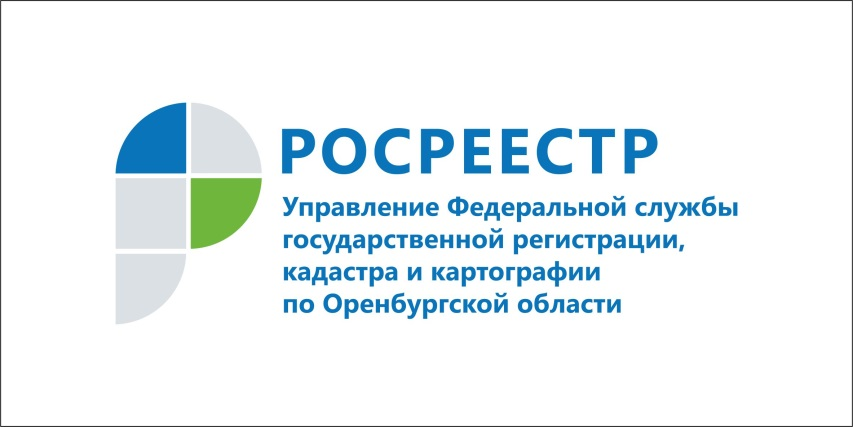 РОСРЕЕСТР
Управление Федеральной службы
государственной регистрации,
кадастра и картографии
по Оренбургской области